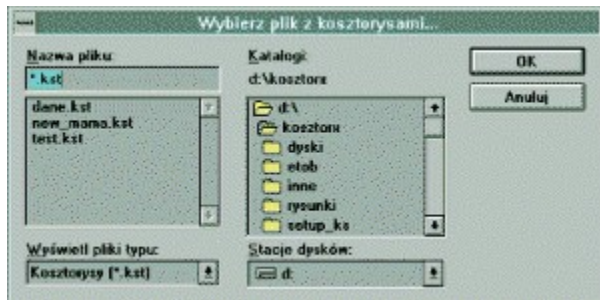 Wybierz plik z kosztorysami...
Nazwa pliku:
*.kst
dane.kst
new_mama.kst
test.kst
Wyświetl pliki typu:
Kosztorysy (*.kst)
Katalogi:
d:\kosztorx
d:\
kosztorx
dyski
etob
inne
rysunki
setup_ks
Stacje dysków:
d:
OK
Anuluj